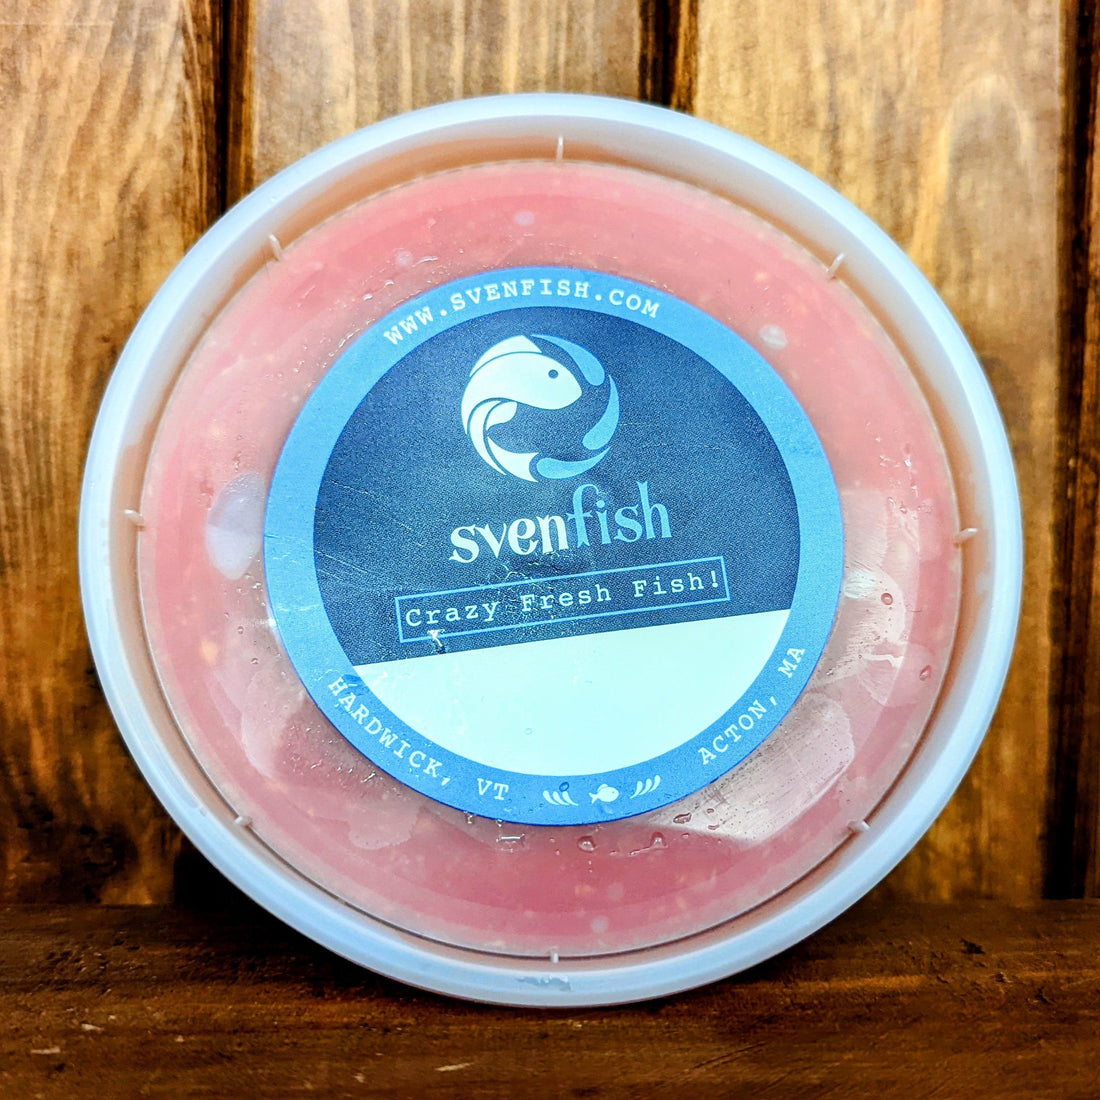 WWW.SVENFISH.COM
svenfish
Crazy Fresh Fish!
HARDWICK, VT
ACTON, MA